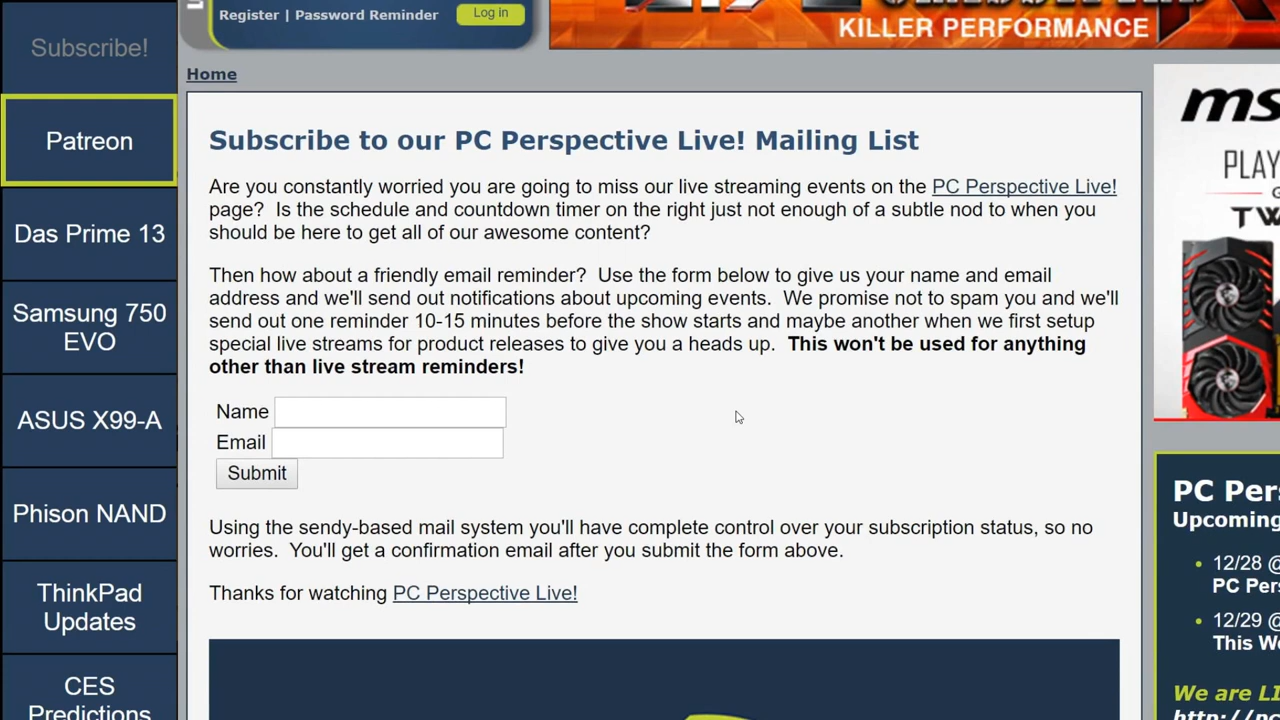 Subscribe!
Patreon
Das Prime 13
Samsung 750
EVO
ASUS X99-A
Phison NAND
ThinkPad
Updates
CES
Predictions
Register | Password Reminder
Log in
KILLER PERFORMANCE
Home
Subscribe to our PC Perspective Live! Mailing List
Are you constantly worried you are going to miss our live streaming events on the PC Perspective Live!
page?  Is the schedule and countdown timer on the right just not enough of a subtle nod to when you
should be here to get all of our awesome content?
Then how about a friendly email reminder?  Use the form below to give us your name and email
address and we'll send out notifications about upcoming events.  We promise not to spam you and we'll
send out one reminder 10-15 minutes before the show starts and maybe another when we first setup
special live streams for product releases to give you a heads up.  This won't be used for anything
other than live stream reminders!
Name
Email
Submit
Using the sendy-based mail system you'll have complete control over your subscription status, so no
worries.  You'll get a confirmation email after you submit the form above.
Thanks for watching PC Perspective Live!
ms
PLAY
TW
PC Per
Upcoming
12/28 @
PC Pers
12/29 @
This We
We are LI
http://p